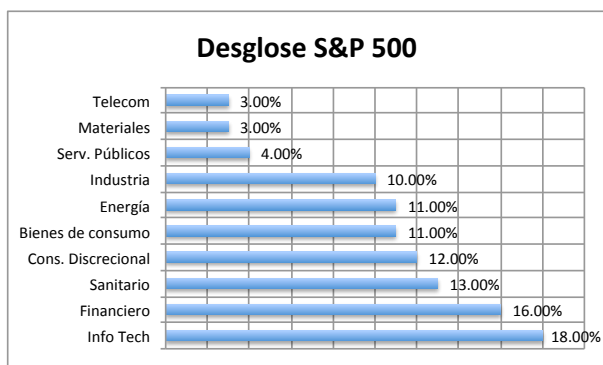 Desglose S&P 500
Telecom 3.00%
Materiales 3.00%
Serv. Públicos 4.00%
Industria 10.00%
Energía 11.00%
Bienes de consumo 11.00%
Cons. Discrecional 12.00%
Sanitario 13.00%
Financiero 16.00%
Info Tech 18.00%